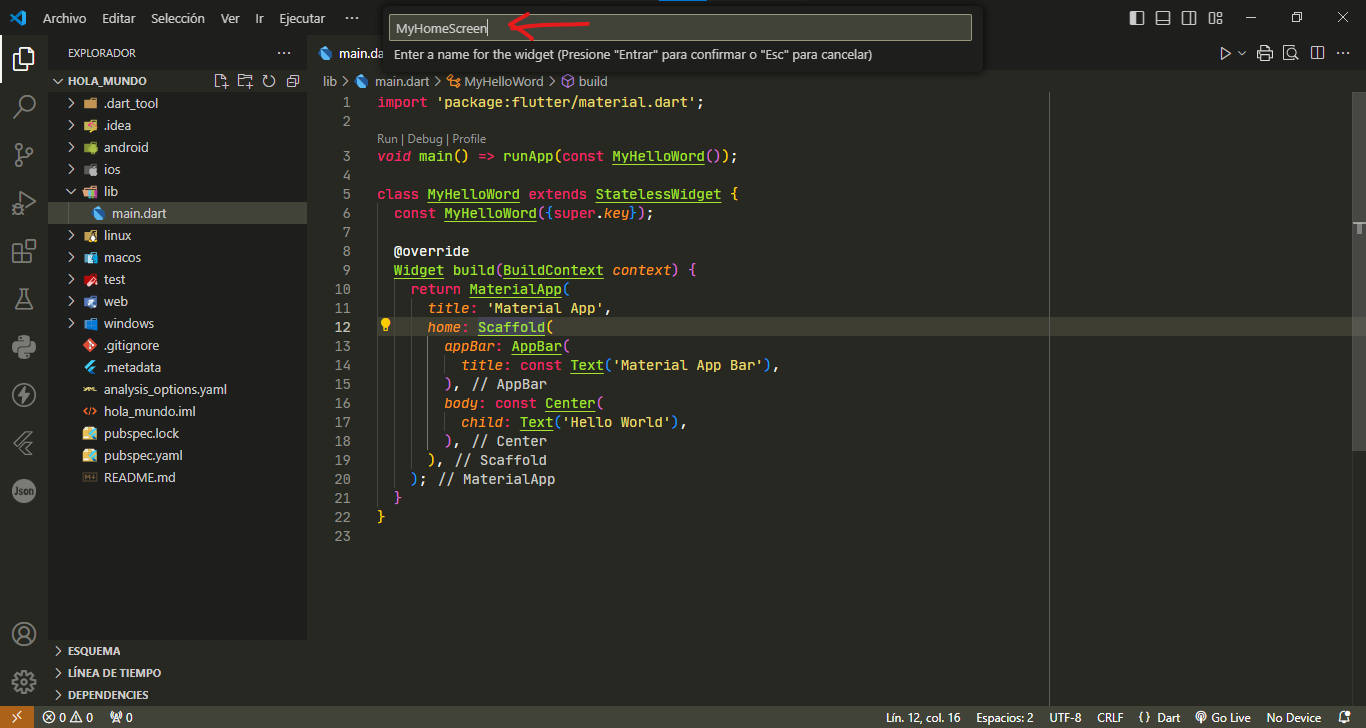 Archivo Editar Selección Ver Ir Ejecutar ···
MyHomeScreen
Enter a name for the widget (Presione "Entrar" para confirmar o "Esc" para cancelar)
EXPLORADOR ···
HOLA_MUNDO
.dart_tool
.idea
android
ios
lib
main.dart
linux
macos
test
web
windows
.gitignore
.metadata
analysis_options.yaml
hola_mundo.iml
pubspec.lock
pubspec.yaml
README.md
ESQUEMA
LÍNEA DE TIEMPO
DEPENDENCIES
Json
main.da
lib > main.dart > MyHelloWord > build
1 import 'package:flutter/material.dart';
2
Run | Debug | Profile
3 void main() => runApp(const MyHelloWord());
4
5 class MyHelloWord extends StatelessWidget {
6 const MyHelloWord({super.key});
7
8 @override
9 Widget build(BuildContext context) {
10 return MaterialApp(
11 title: 'Material App',
12 home: Scaffold(
13 appBar: AppBar(
14 title: const Text('Material App Bar'),
15 ), // AppBar
16 body: const Center(
17 child: Text('Hello World'),
18 ), // Center
19 ), // Scaffold
20 ); // MaterialApp
21 }
22 }
23
0 0 0 Lín. 12, col. 16 Espacios: 2 UTF-8 CRLF {} Dart Go Live No Device